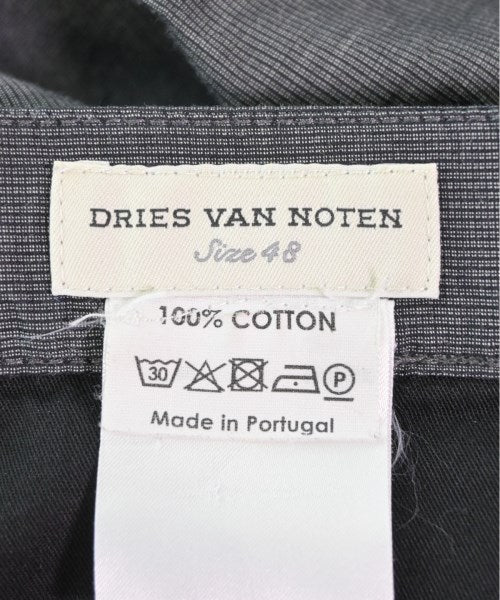 DRIES VAN NOTEN
Size 48
100% COTTON
30 P
Made in Portugal